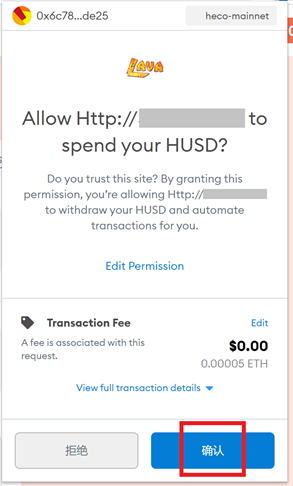 0x6c78...de25
heco-mainnet
LAVA
Allow Http:// to
spend your HUSD?
Do you trust this site? By granting this
permission, you're allowing Http://
to withdraw your HUSD and automate
transactions for you.
Edit Permission
Transaction Fee
Edit
A fee is associated with this
request.
$0.00
0.00005 ETH
View full transaction details
拒绝
确认